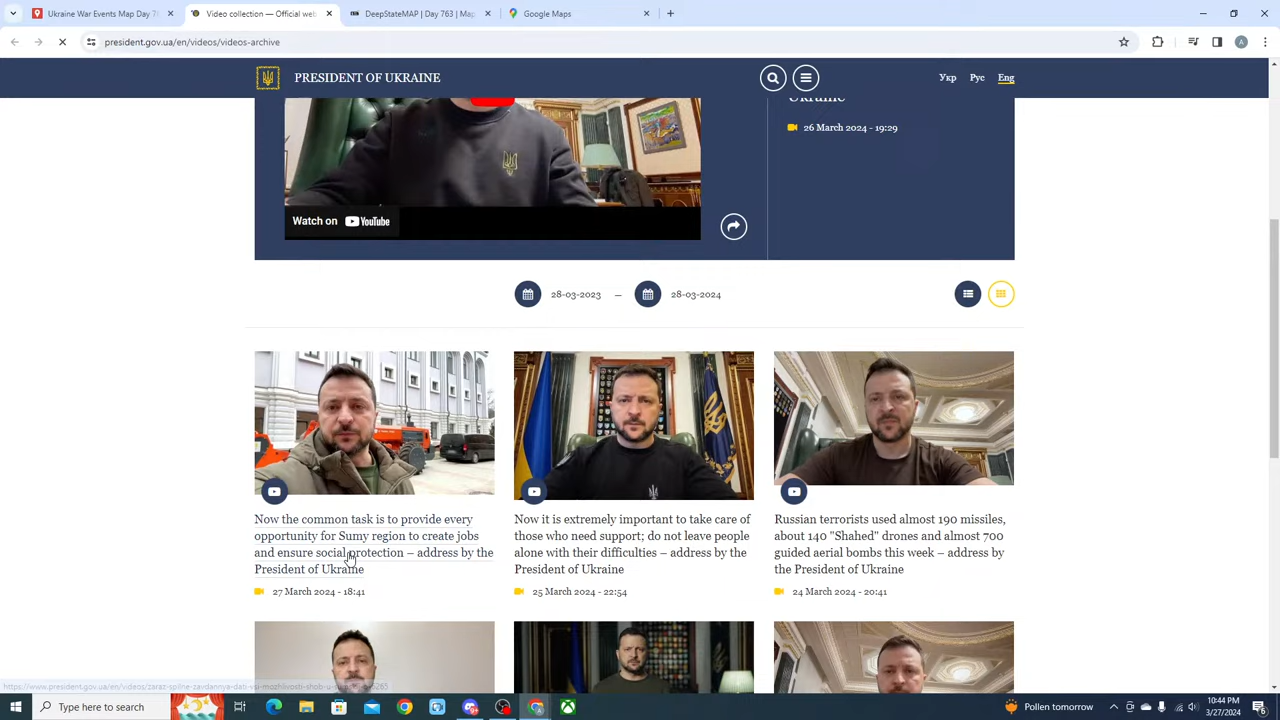 Ukraine War Events Map Day 76
Video collection — Official web
DeepStateMAP | Day 763 | Map
Google Maps
president.gov.ua/en/videos/videos-archive
A
PRESIDENT OF UKRAINE
Укр Рус Eng
Ukraine
26 March 2024 - 19:29
Watch on YouTube
28-03-2023 – 28-03-2024
Now the common task is to provide every
opportunity for Sumy region to create jobs
and ensure social protection – address by the
President of Ukraine
27 March 2024 - 18:41
Now it is extremely important to take care of
those who need support; do not leave people
alone with their difficulties – address by the
President of Ukraine
25 March 2024 - 22:54
Russian terrorists used almost 190 missiles,
about 140 "Shahed" drones and almost 700
guided aerial bombs this week – address by
the President of Ukraine
24 March 2024 - 20:41
Type here to search
Pollen tomorrow
10:44 PM
3/27/2024